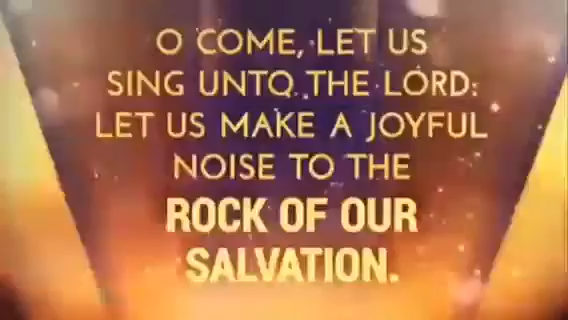 O COME, LET US
SING UNTO THE LORD:
LET US MAKE A JOYFUL
NOISE TO THE
ROCK OF OUR
SALVATION.